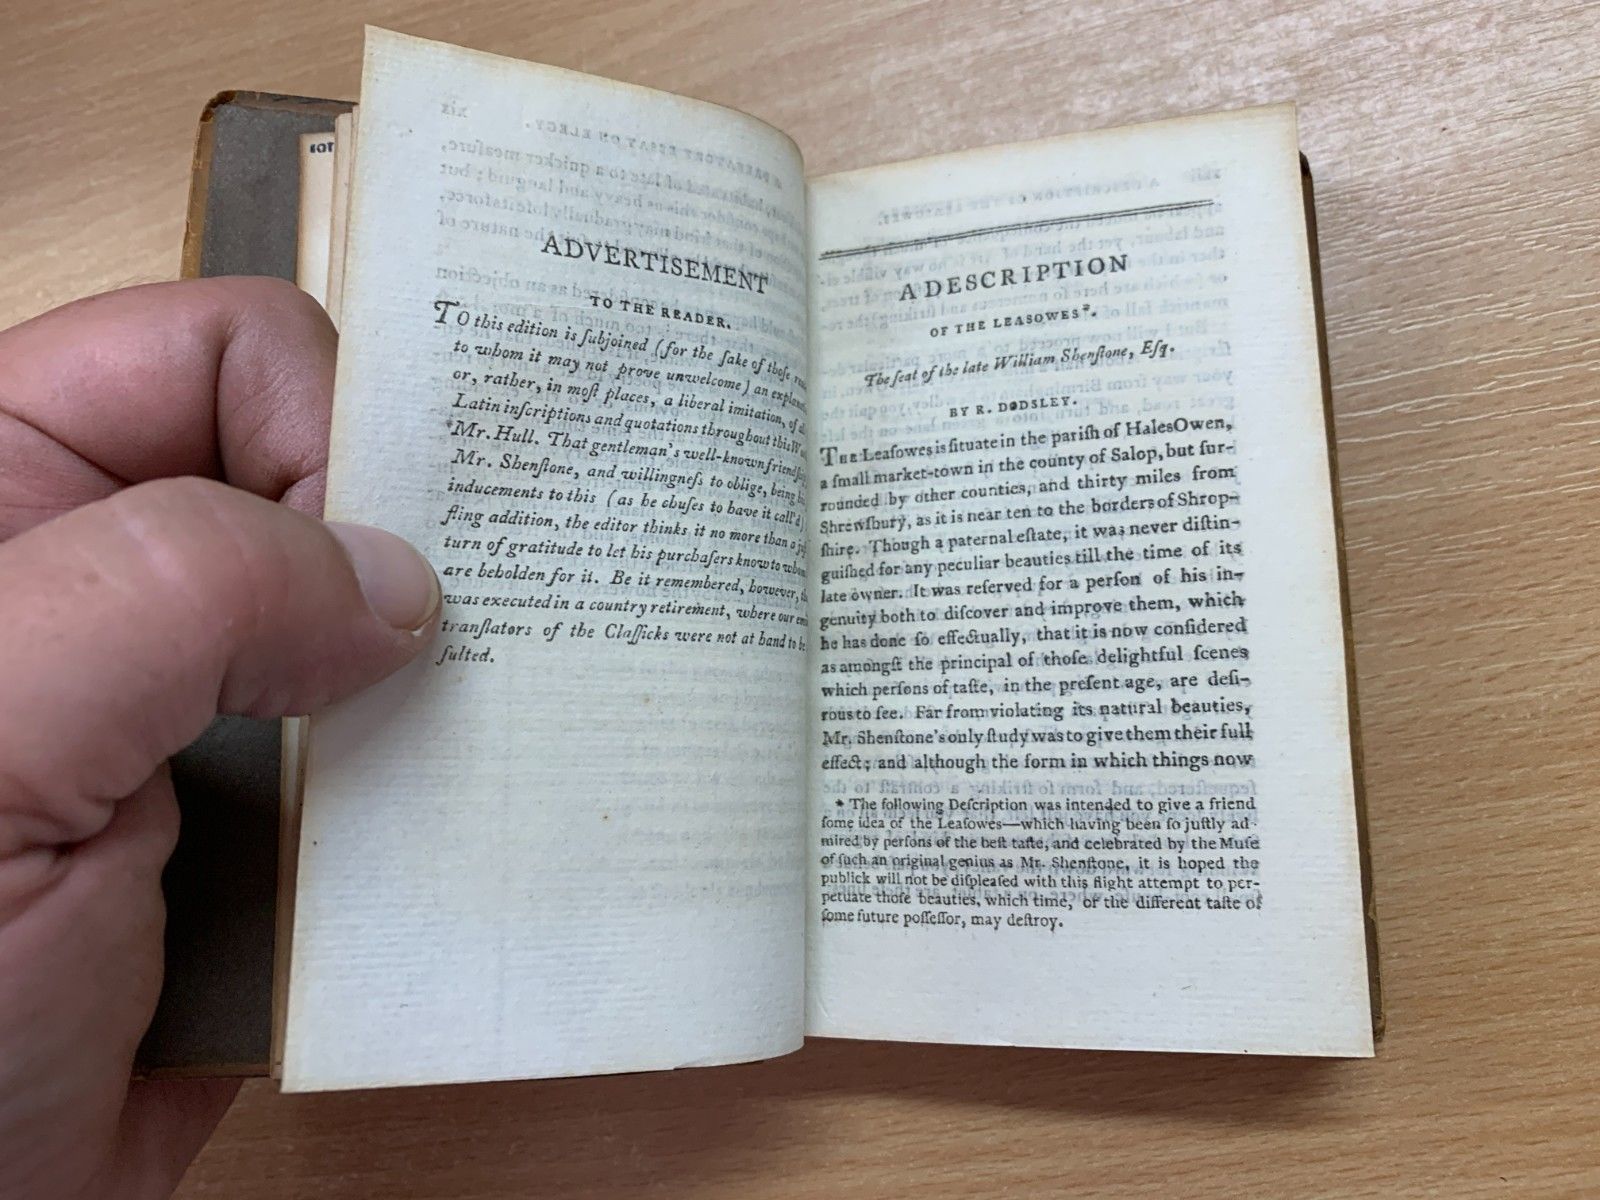 ADVERTISEMENT
TO THE READER.
TO this edition is ſubjoined (for the ſake of thoſe
to whom it may not prove unwelcome) an
or, rather, in moſt places, a liberal imitation, of
Latin inſcriptions and quotations throughout this
Mr. Hull. That gentleman's well-known
Mr. Shenſtone, and willingneſs to oblige, being
inducements to this (as he chuſes to have it call'd)
fling addition, the editor thinks it no more than a
turn of gratitude to let his purchaſers know to
are beholden for it. Be it remembered, however,
was executed in a country retirement, where our
tranſlators of the Claſſicks were not at hand to be
ſulted.
A DESCRIPTION
OF THE LEASOWES*.
The ſeat of the late William Shenſtone, Eſq.
BY R. DODSLEY.
THE Leaſowes is ſituate in the pariſh of HalesOwen,
a ſmall market-town in the county of Salop, but ſur-
rounded by other counties, and thirty miles from
Shrewſbury, as it is near ten to the borders of Shrop-
ſhire. Though a paternal eſtate, it was never diſtin-
guiſhed for any peculiar beauties till the time of its
late owner. It was reſerved for a perſon of his in-
genuity both to diſcover and improve them, which
he has done ſo effectually, that it is now conſidered
as amongſt the principal of thoſe delightful ſcenes
which perſons of taſte, in the preſent age, are deſi-
rous to ſee. Far from violating its natural beauties,
Mr. Shenſtone's only ſtudy was to give them their full
effect; and although the form in which things now
* The following Deſcription was intended to give a friend
ſome idea of the Leaſowes—which having been ſo juſtly ad-
mired by perſons of the beſt taſte, and celebrated by the Muſe
of ſuch an original genius as Mr. Shenſtone, it is hoped the
publick will not be diſpleaſed with this ſlight attempt to per-
petuate thoſe beauties, which time, or the different taſte of
ſome future poſſeſſor, may deſtroy.